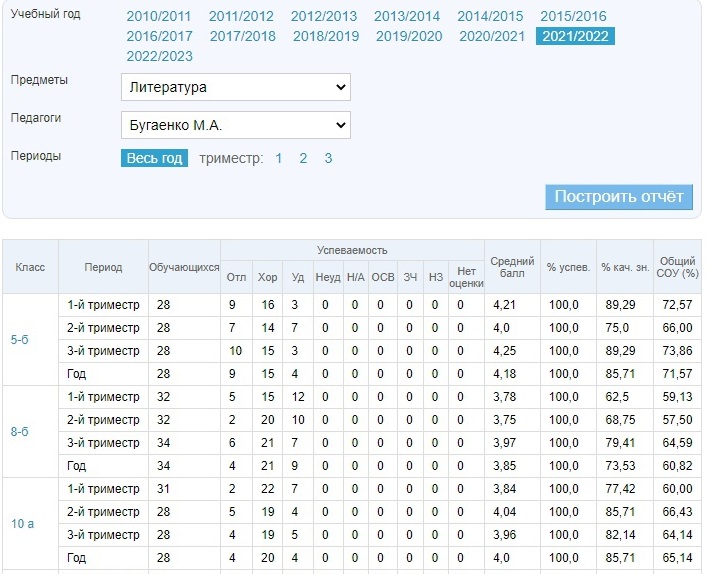 Учебный год 2010/2011 2011/2012 2012/2013 2013/2014 2014/2015 2015/2016
2016/2017 2017/2018 2018/2019 2019/2020 2020/2021 2021/2022
2022/2023
Предметы Литература
Педагоги Бугаенко М.А.
Периоды Весь год триместр: 1 2 3
Построить отчёт
Класс Период Обучающихся Успеваемость Средний балл % успев. % кач. зн. Общий СОУ (%)
Отл Хор Уд Неуд Н/А ОСВ ЗЧ НЗ Нет оценки
5-б
1-й триместр 28 9 16 3 0 0 0 0 0 0 4,21 100,0 89,29 72,57
2-й триместр 28 7 14 7 0 0 0 0 0 0 4,0 100,0 75,0 66,00
3-й триместр 28 10 15 3 0 0 0 0 0 0 4,25 100,0 89,29 73,86
Год 28 9 15 4 0 0 0 0 0 0 4,18 100,0 85,71 71,57
8-б
1-й триместр 32 5 15 12 0 0 0 0 0 0 3,78 100,0 62,5 59,13
2-й триместр 32 2 20 10 0 0 0 0 0 0 3,75 100,0 68,75 57,50
3-й триместр 34 6 21 7 0 0 0 0 0 0 3,97 100,0 79,41 64,59
Год 34 4 21 9 0 0 0 0 0 0 3,85 100,0 73,53 60,82
10 а
1-й триместр 31 2 22 7 0 0 0 0 0 0 3,84 100,0 77,42 60,00
2-й триместр 28 5 19 4 0 0 0 0 0 0 4,04 100,0 85,71 66,43
3-й триместр 28 4 19 5 0 0 0 0 0 0 3,96 100,0 82,14 64,14
Год 28 4 20 4 0 0 0 0 0 0 4,0 100,0 85,71 65,14